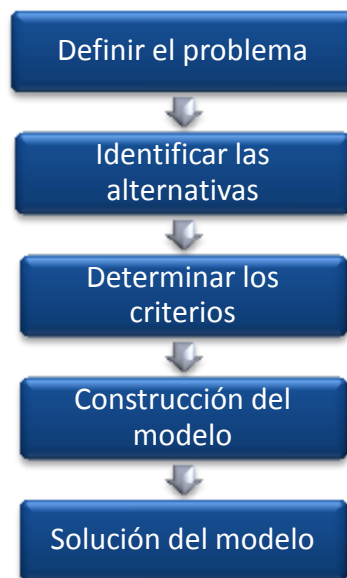 Definir el problema
Identificar las
alternativas
Determinar los
criterios
Construcción del
modelo
Solución del modelo